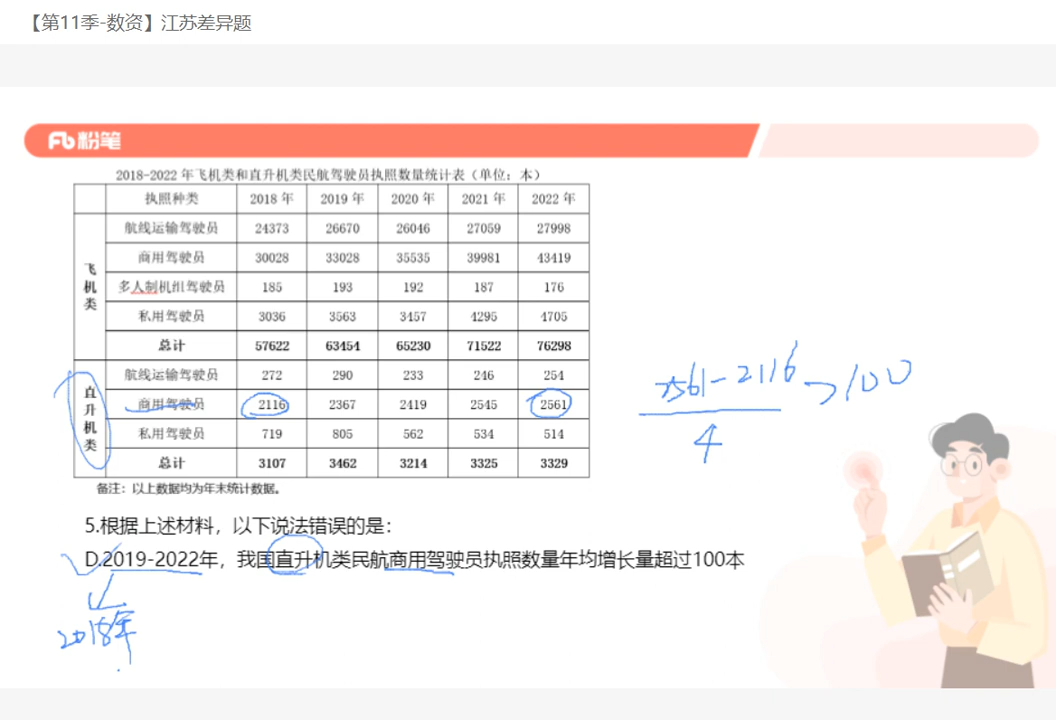 【第11季-数资】江苏差异题
粉笔
2018-2022年飞机类和直升机类民航驾驶员执照数量统计表（单位：本）
执照种类 2018年 2019年 2020年 2021年 2022年
飞机类
航线运输驾驶员 24373 26670 26046 27059 27998
商用驾驶员 30028 33028 35535 39981 43419
多人制机组驾驶员 185 193 192 187 176
私用驾驶员 3036 3563 3457 4295 4705
总计 57622 63454 65230 71522 76298
直升机类
航线运输驾驶员 272 290 233 246 254
商用驾驶员 2116 2367 2419 2545 2561
私用驾驶员 719 805 562 534 514
总计 3107 3462 3214 3325 3329
备注：以上数据均为年末统计数据。
2561-2116 >100
4
5.根据上述材料，以下说法错误的是：
D.2019-2022年，我国直升机类民航商用驾驶员执照数量年均增长量超过100本
2018年